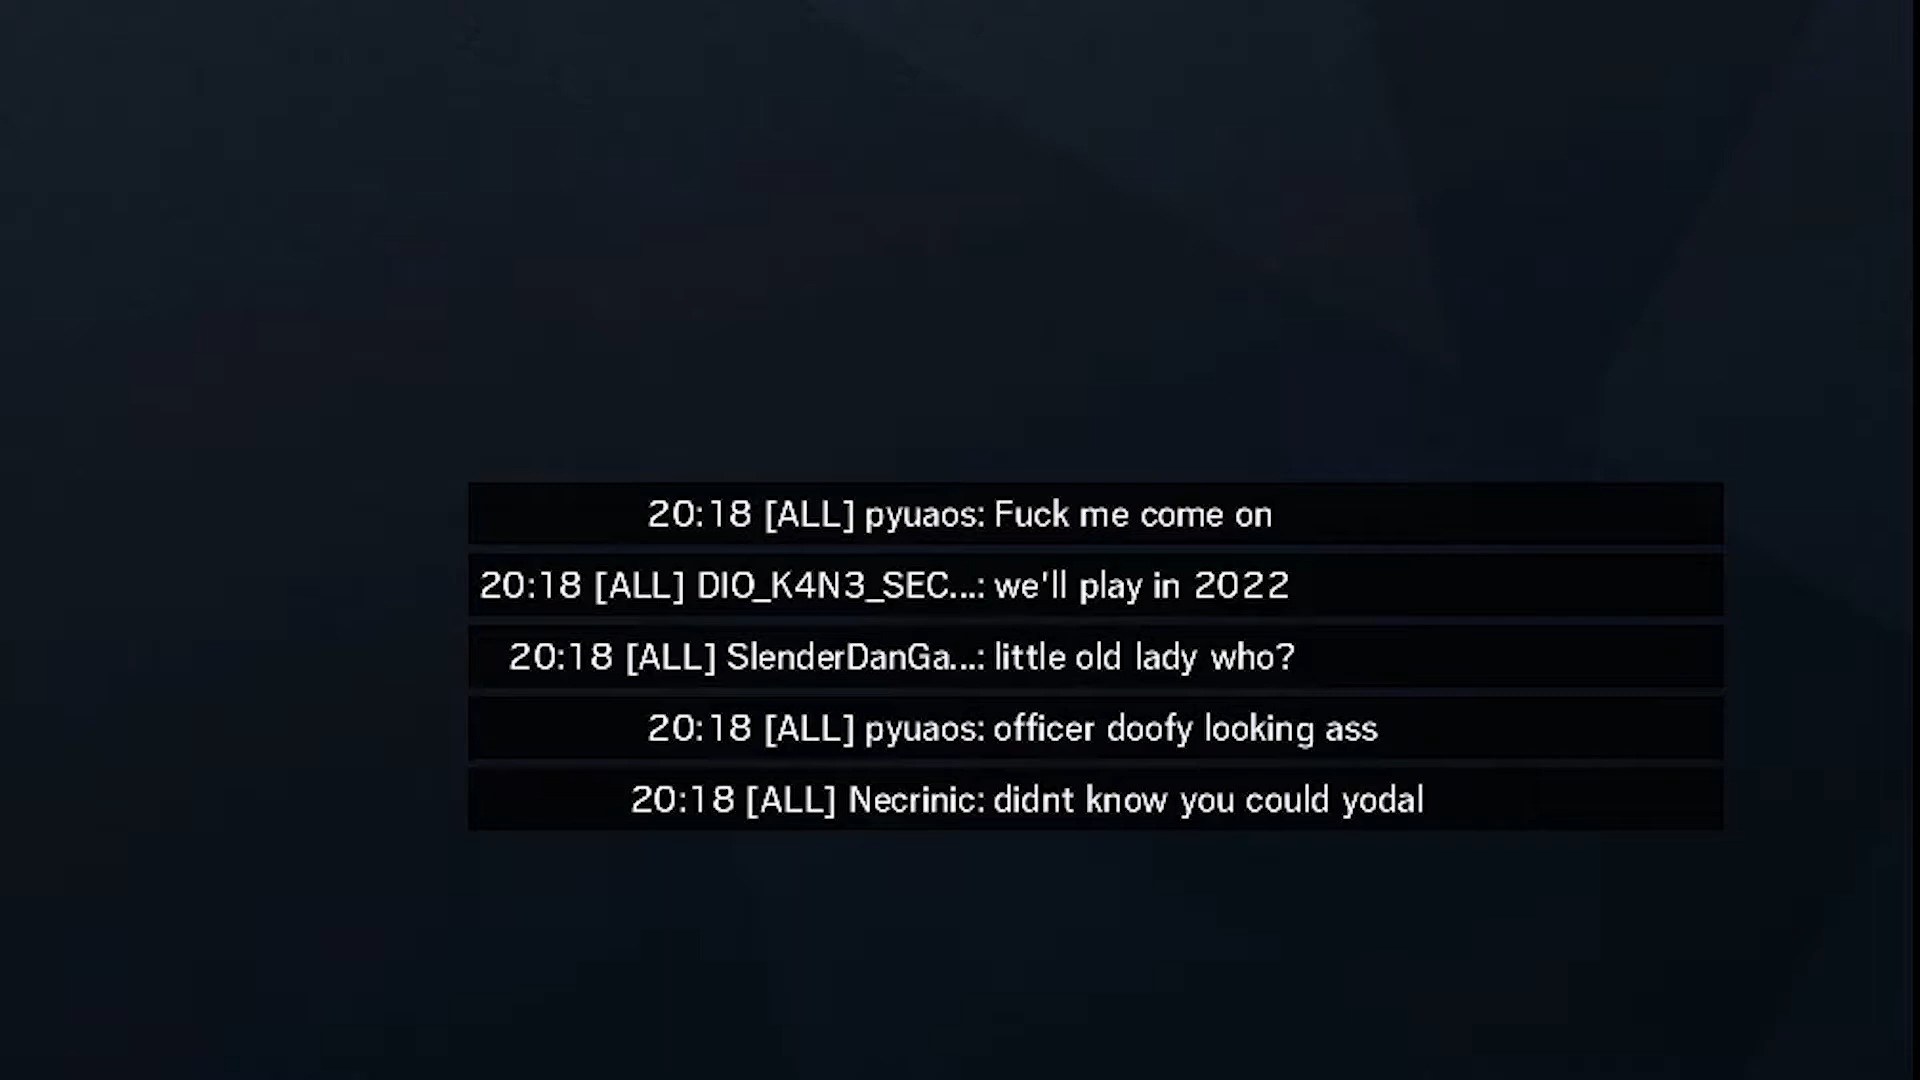 20:18 [ALL] pyuaos: Fuck me come on
20:18 [ALL] DIO_K4N3_SEC...: we'll play in 2022
20:18 [ALL] SlenderDanGa...: little old lady who?
20:18 [ALL] pyuaos: officer doofy looking ass
20:18 [ALL] Necrinic: didnt know you could yodal